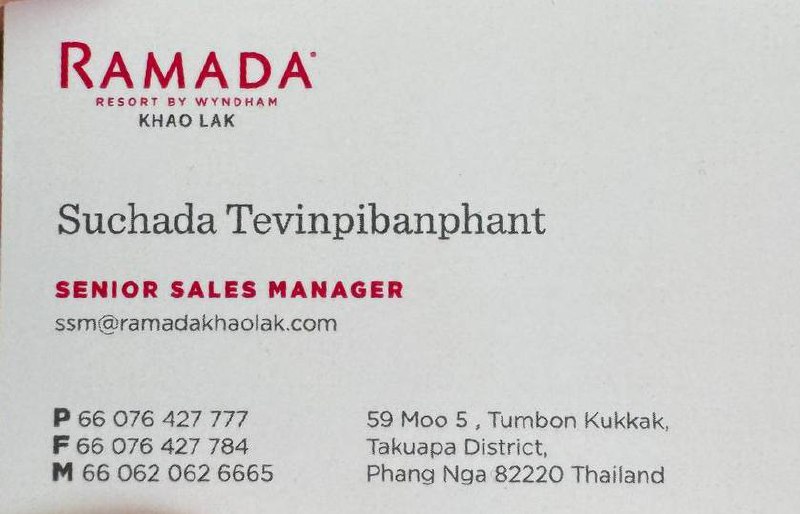 RAMADA®
RESORT BY WYNDHAM
KHAO LAK
Suchada Tevinpibanphant
SENIOR SALES MANAGER
ssm@ramadakhaolak.com
P 66 076 427 777
F 66 076 427 784
M 66 062 062 6665
59 Moo 5 , Tumbon Kukkak,
Takuapa District,
Phang Nga 82220 Thailand